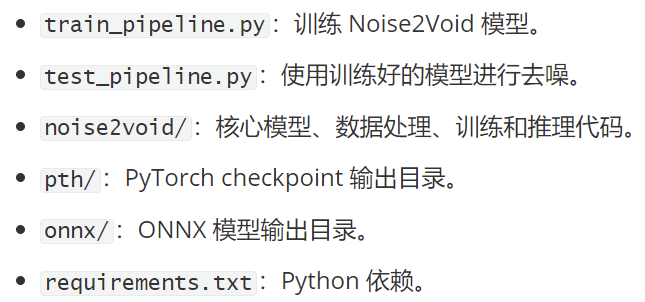 train_pipeline.py：训练 Noise2Void 模型。
test_pipeline.py：使用训练好的模型进行去噪。
noise2void/：核心模型、数据处理、训练和推理代码。
pth/：PyTorch checkpoint 输出目录。
onnx/：ONNX 模型输出目录。
requirements.txt：Python 依赖。